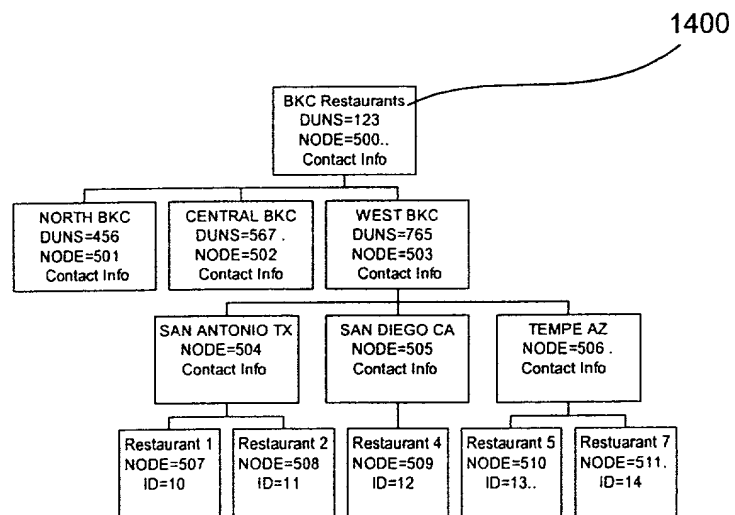 1400
BKC Restaurants
DUNS=123
NODE=500..
Contact Info
NORTH BKC
DUNS=456
NODE=501
Contact Info
CENTRAL BKC
DUNS=567 .
NODE=502
Contact Info
WEST BKC
DUNS=765
NODE=503
Contact Info
SAN ANTONIO TX
NODE=504
Contact Info
SAN DIEGO CA
NODE=505
Contact Info
TEMPE AZ
NODE=506 .
Contact Info
Restaurant 1
NODE=507
ID=10
Restaurant 2
NODE=508
ID=11
Restaurant 4
NODE=509
ID=12
Restaurant 5
NODE=510
ID=13..
Restuarant 7
NODE=511.
ID=14